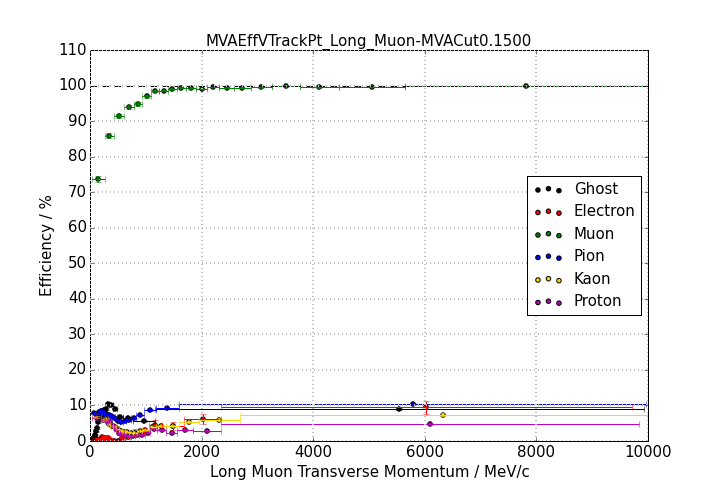 MVAEffVTrackPt_Long_Muon-MVACut0.1500
110
100
90
80
70
60
50
40
30
20
10
0
Efficiency / %
Ghost
Electron
Muon
Pion
Kaon
Proton
0 2000 4000 6000 8000 10000
Long Muon Transverse Momentum / MeV/c